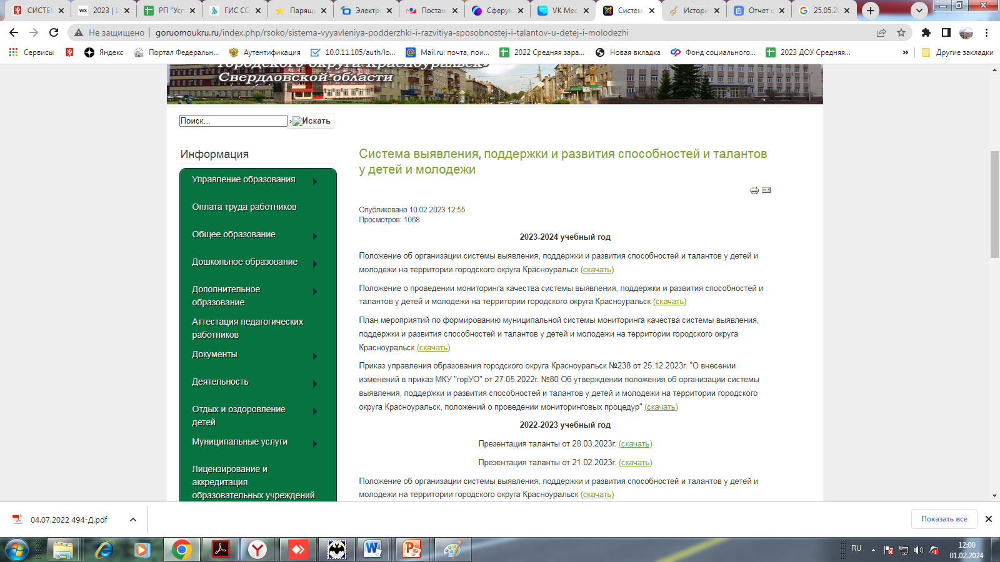 СИСТЕМ
2023 | Ц
РП "Усп
ГИС СО
Парящи
Электро
Постано
Сферум
VK Мес
Систем
Истори
Отчет с
25.05.20
Не защищено | goruomoukru.ru/index.php/rsoko/sistema-vyyavleniya-podderzhki-i-razvitiya-sposobnostej-i-talantov-u-detej-i-molodezhi
Сервисы
Яндекс
Портал Федеральн...
Аутентификация
10.0.11.105/auth/lo...
Mail.ru: почта, пои...
2022 Средняя зара...
Новая вкладка
Фонд социального...
2023 ДОУ Средняя...
»
Другие закладки
городского округа Красноуральск»
Свердловской области
Поиск...
Искать
Информация
Управление образования
Оплата труда работников
Общее образование
Дошкольное образование
Дополнительное
образование
Аттестация педагогических
работников
Документы
Деятельность
Отдых и оздоровление
детей
Муниципальные услуги
Лицензирование и
аккредитация
образовательных учреждений
Система выявления, поддержки и развития способностей и талантов
у детей и молодежи
Опубликовано 10.02.2023 12:55
Просмотров: 1068
2023-2024 учебный год
Положение об организации системы выявления, поддержки и развития способностей и талантов у детей и
молодежи на территории городского округа Красноуральск (скачать)
Положение о проведении мониторинга качества системы выявления, поддержки и развития способностей и
талантов у детей и молодежи на территории городского округа Красноуральск (скачать)
План мероприятий по формированию муниципальной системы мониторинга качества системы выявления,
поддержки и развития способностей и талантов у детей и молодежи на территории городского округа
Красноуральск (скачать)
Приказ управления образования городского округа Красноуральск №238 от 25.12.2023г. "О внесении
изменений в приказ МКУ "горУО" от 27.05.2022г. №80 Об утверждении положения об организации системы
выявления, поддержки и развития способностей и талантов у детей и молодежи на территории городского
округа Красноуральск, положений о проведении мониторинговых процедур" (скачать)
2022-2023 учебный год
Презентация таланты от 28.03.2023г. (скачать)
Презентация таланты от 21.02.2023г. (скачать)
Положение об организации системы выявления, поддержки и развития способностей и талантов у детей и
молодежи на территории городского округа Красноуральск (скачать)
04.07.2022 494-Д.pdf
Показать все
RU
12:00
01.02.2024